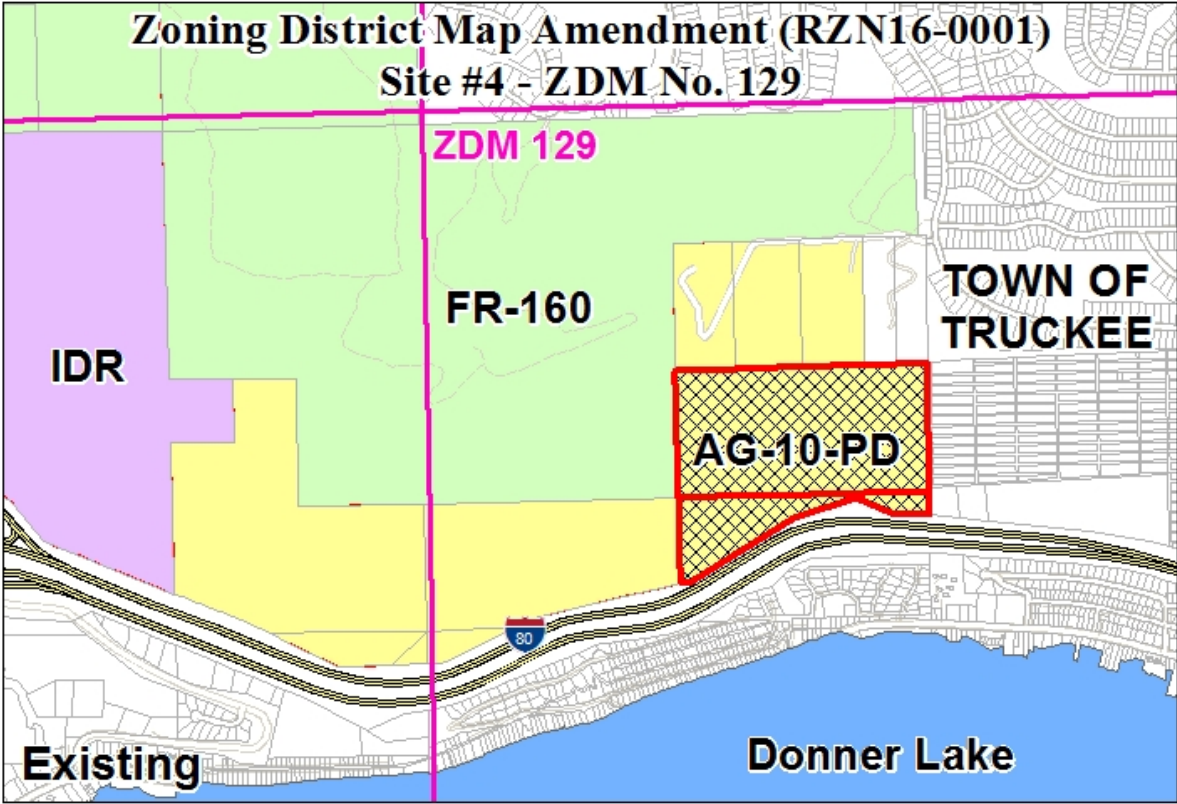 Zoning District Map Amendment (RZN16-0001)
Site #4 - ZDM No. 129
ZDM 129
FR-160
TOWN OF
TRUCKEE
IDR
AG-10-PD
80
Existing
Donner Lake